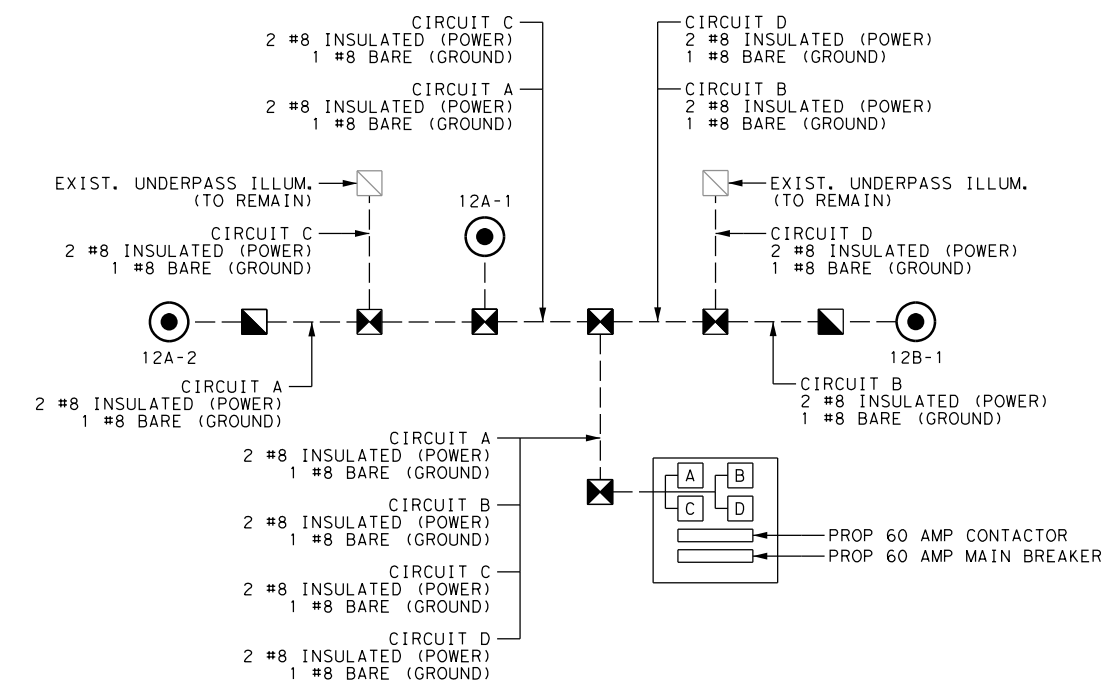 CIRCUIT C
2 #8 INSULATED (POWER)
1 #8 BARE (GROUND)
CIRCUIT A
2 #8 INSULATED (POWER)
1 #8 BARE (GROUND)
CIRCUIT D
2 #8 INSULATED (POWER)
1 #8 BARE (GROUND)
CIRCUIT B
2 #8 INSULATED (POWER)
1 #8 BARE (GROUND)
EXIST. UNDERPASS ILLUM.
(TO REMAIN)
CIRCUIT C
2 #8 INSULATED (POWER)
1 #8 BARE (GROUND)
12A-1
EXIST. UNDERPASS ILLUM.
(TO REMAIN)
CIRCUIT D
2 #8 INSULATED (POWER)
1 #8 BARE (GROUND)
12A-2
12B-1
CIRCUIT A
2 #8 INSULATED (POWER)
1 #8 BARE (GROUND)
CIRCUIT B
2 #8 INSULATED (POWER)
1 #8 BARE (GROUND)
CIRCUIT A
2 #8 INSULATED (POWER)
1 #8 BARE (GROUND)
CIRCUIT B
2 #8 INSULATED (POWER)
1 #8 BARE (GROUND)
CIRCUIT C
2 #8 INSULATED (POWER)
1 #8 BARE (GROUND)
CIRCUIT D
2 #8 INSULATED (POWER)
1 #8 BARE (GROUND)
A B
C D
PROP 60 AMP CONTACTOR
PROP 60 AMP MAIN BREAKER